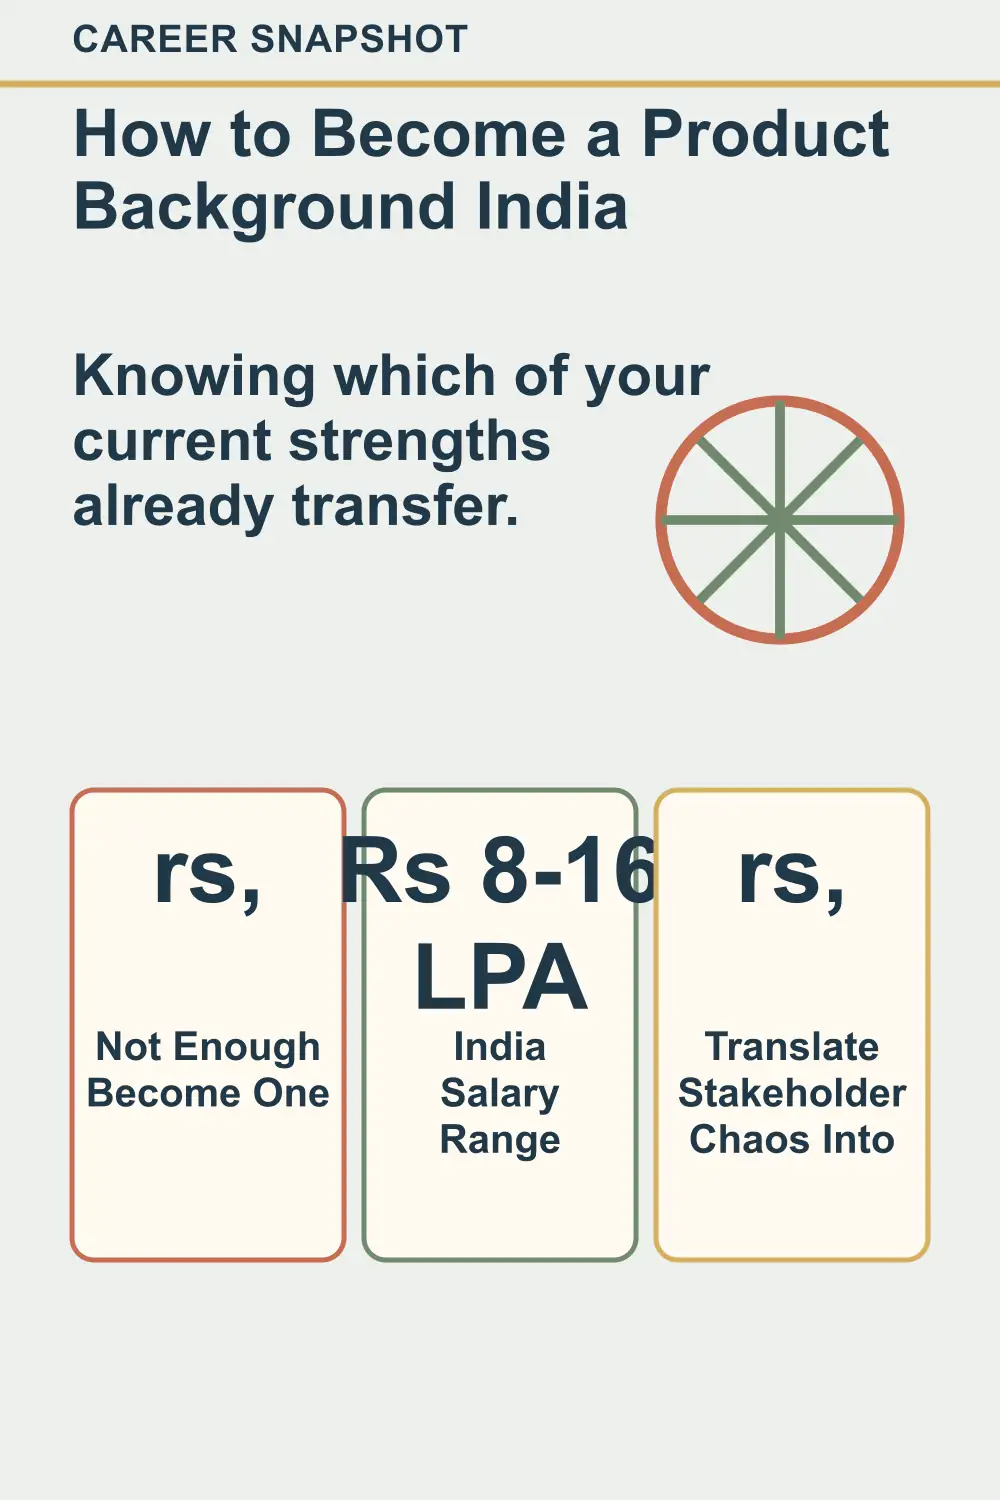 CAREER SNAPSHOT
How to Become a Product
Background India
Knowing which of your
current strengths
already transfer.
rs,
Not Enough
Become One
Rs 8-16
LPA
India
Salary
Range
rs,
Translate
Stakeholder
Chaos Into